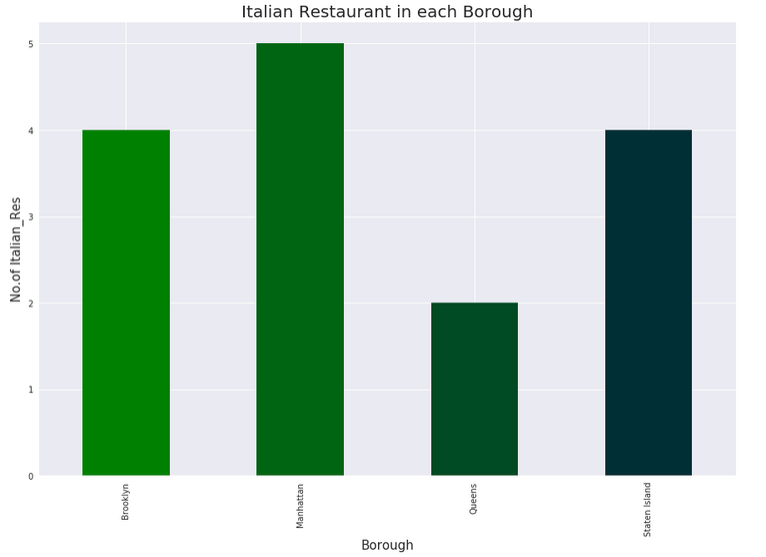 Italian Restaurant in each Borough
No.of Italian_Res
5
4
3
2
1
0
Brooklyn
Manhattan
Queens
Staten Island
Borough